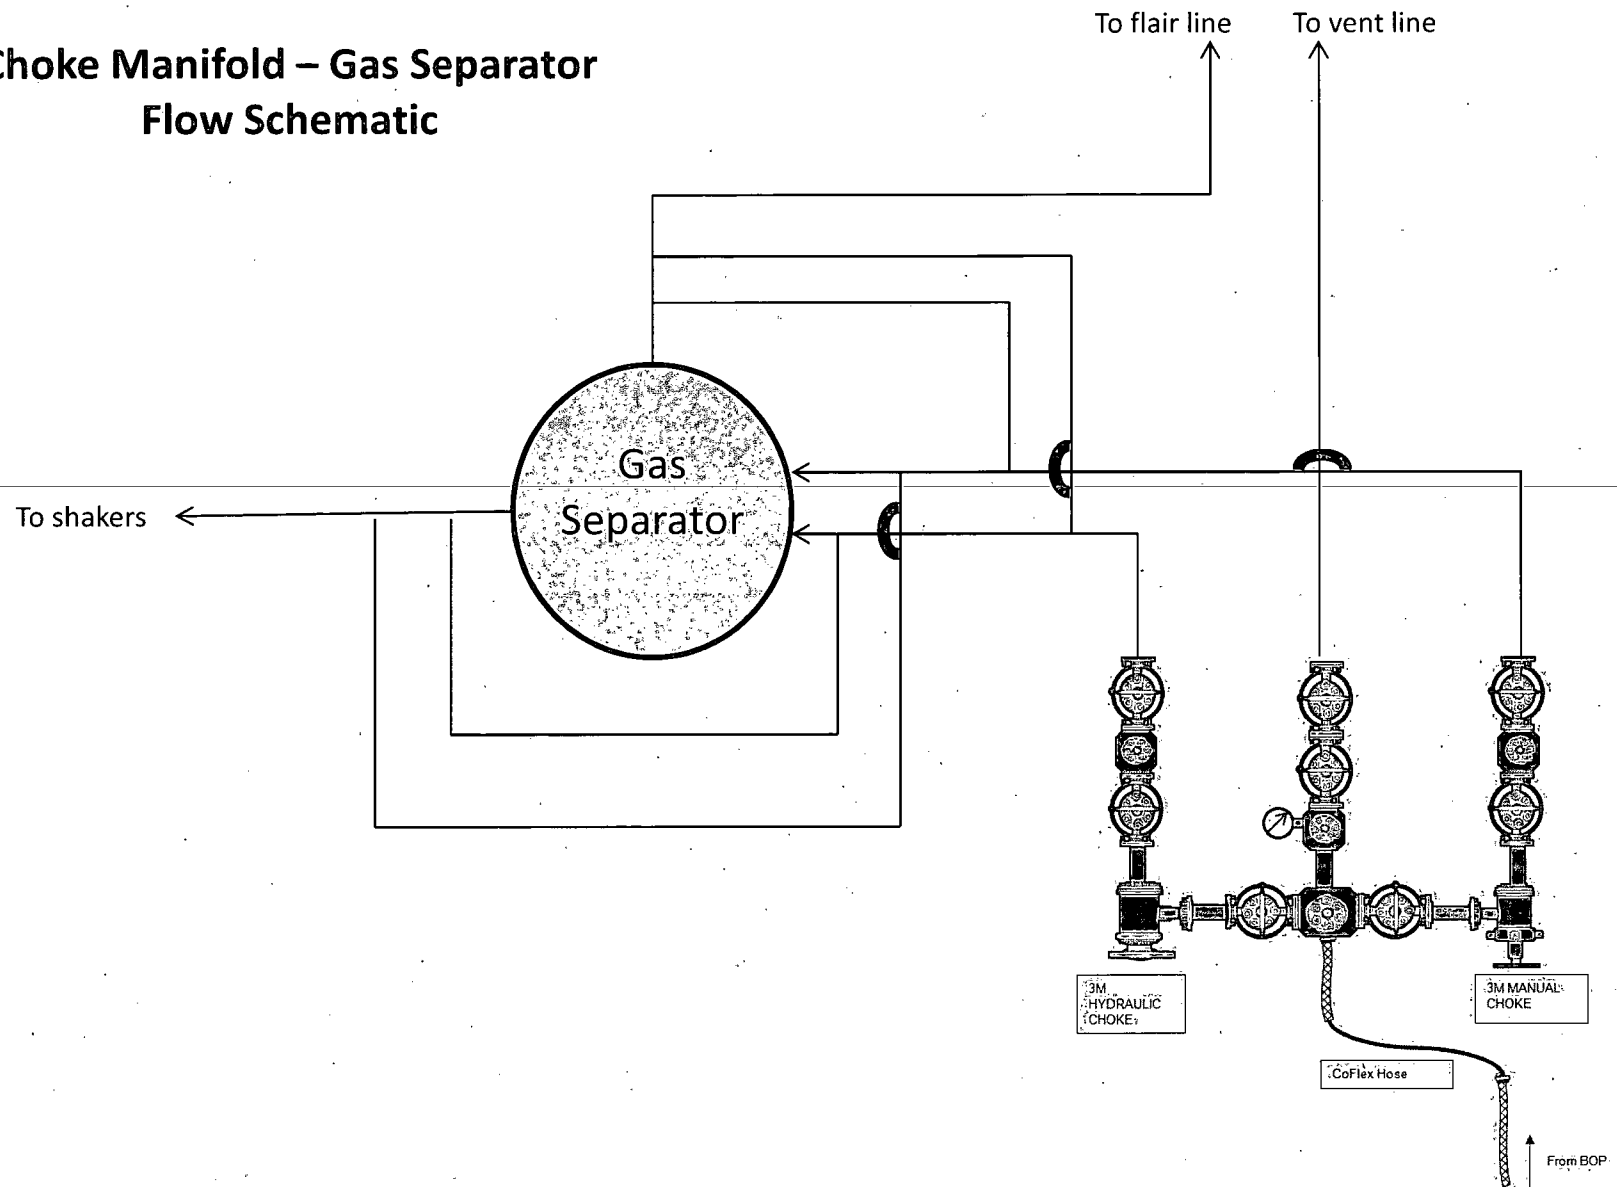 To flair line
To vent line
Choke Manifold – Gas Separator
Flow Schematic
Gas
Separator
To shakers
3M
HYDRAULIC
CHOKE
3M MANUAL
CHOKE
CoFlex Hose
From BOP